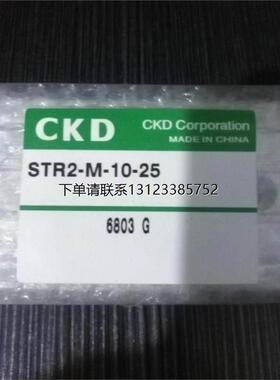 CKD
CKD Corporation
MADE IN CHINA
STR2-M-10-25
下单请联系13123385752
6803 G